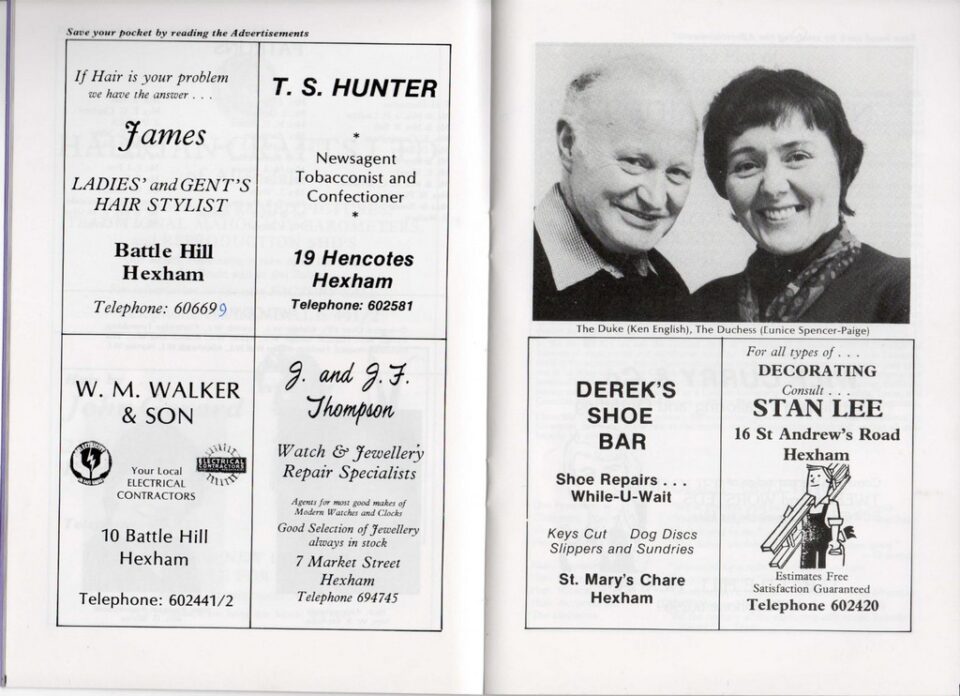 Save your pocket by reading the Advertisements
If Hair is your problem
we have the answer . . .
James
LADIES' and GENT'S
HAIR STYLIST
Battle Hill
Hexham
Telephone: 606699
T. S. HUNTER
*
Newsagent
Tobacconist and
Confectioner
*
19 Hencotes
Hexham
Telephone: 602581
W. M. WALKER
& SON
ELECTRICAL
CONTRACTORS
Your Local
ELECTRICAL
CONTRACTORS
10 Battle Hill
Hexham
Telephone: 602441/2
J. and J. F.
Thompson
Watch & Jewellery
Repair Specialists
Agents for most good makes of
Modern Watches and Clocks
Good Selection of Jewellery
always in stock
7 Market Street
Hexham
Telephone 694745
The Duke (Ken English), The Duchess (Eunice Spencer-Paige)
DEREK'S
SHOE
BAR
Shoe Repairs . . .
While-U-Wait
Keys Cut Dog Discs
Slippers and Sundries
St. Mary's Chare
Hexham
For all types of . . .
DECORATING
Consult . . .
STAN LEE
16 St Andrew's Road
Hexham
Estimates Free
Satisfaction Guaranteed
Telephone 602420